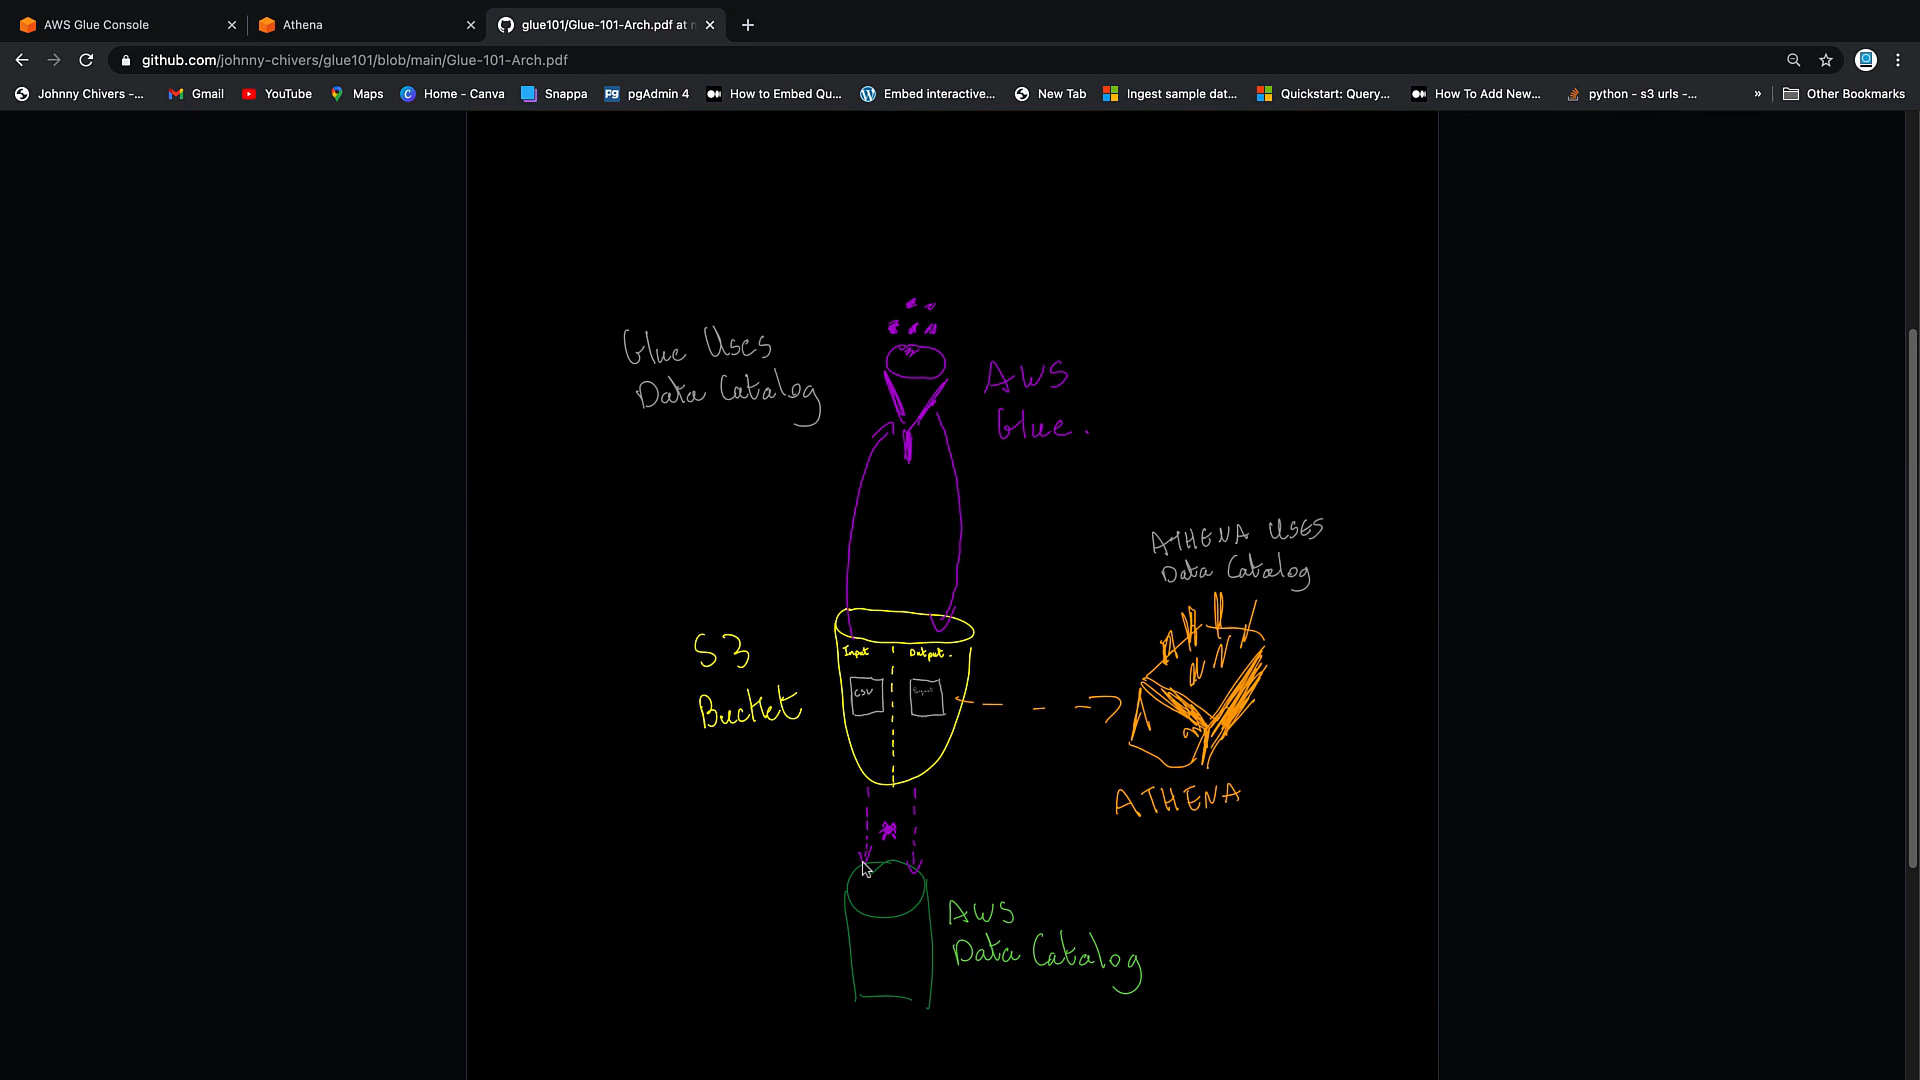 AWS Glue Console
Athena
glue101/Glue-101-Arch.pdf at
github.com/johnny-chivers/glue101/blob/main/Glue-101-Arch.pdf
Johnny Chivers -...
Gmail
YouTube
Maps
Home - Canva
Snappa
pgAdmin 4
How to Embed Qu...
Embed interactive...
New Tab
Ingest sample dat...
Quickstart: Query...
How To Add New...
python - s3 urls -...
»
Other Bookmarks
Glue Uses
Data Catalog
AWS
Glue.
ATHENA USES
Data Catalog
S3
Bucket
Input
Output.
CSV
Parquet
ATHENA
AWS
Data Catalog